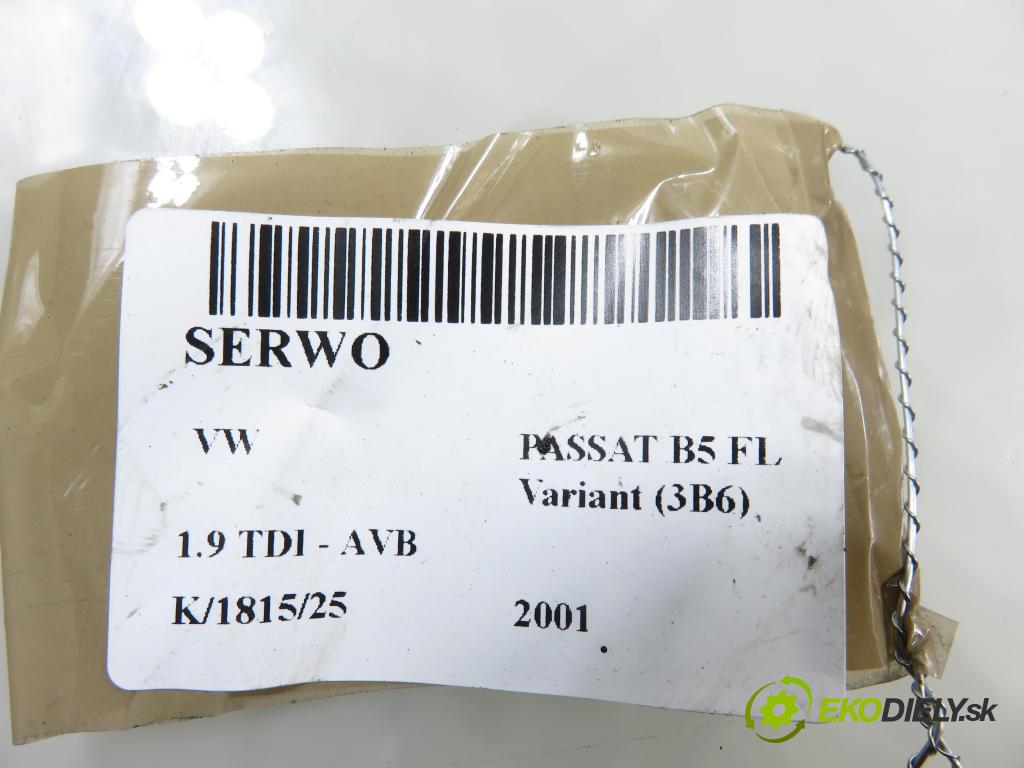 SERWO
VW
PASSAT B5 FL
Variant (3B6)
1.9 TDI - AVB
K/1815/25
2001
EKODIELY.sk